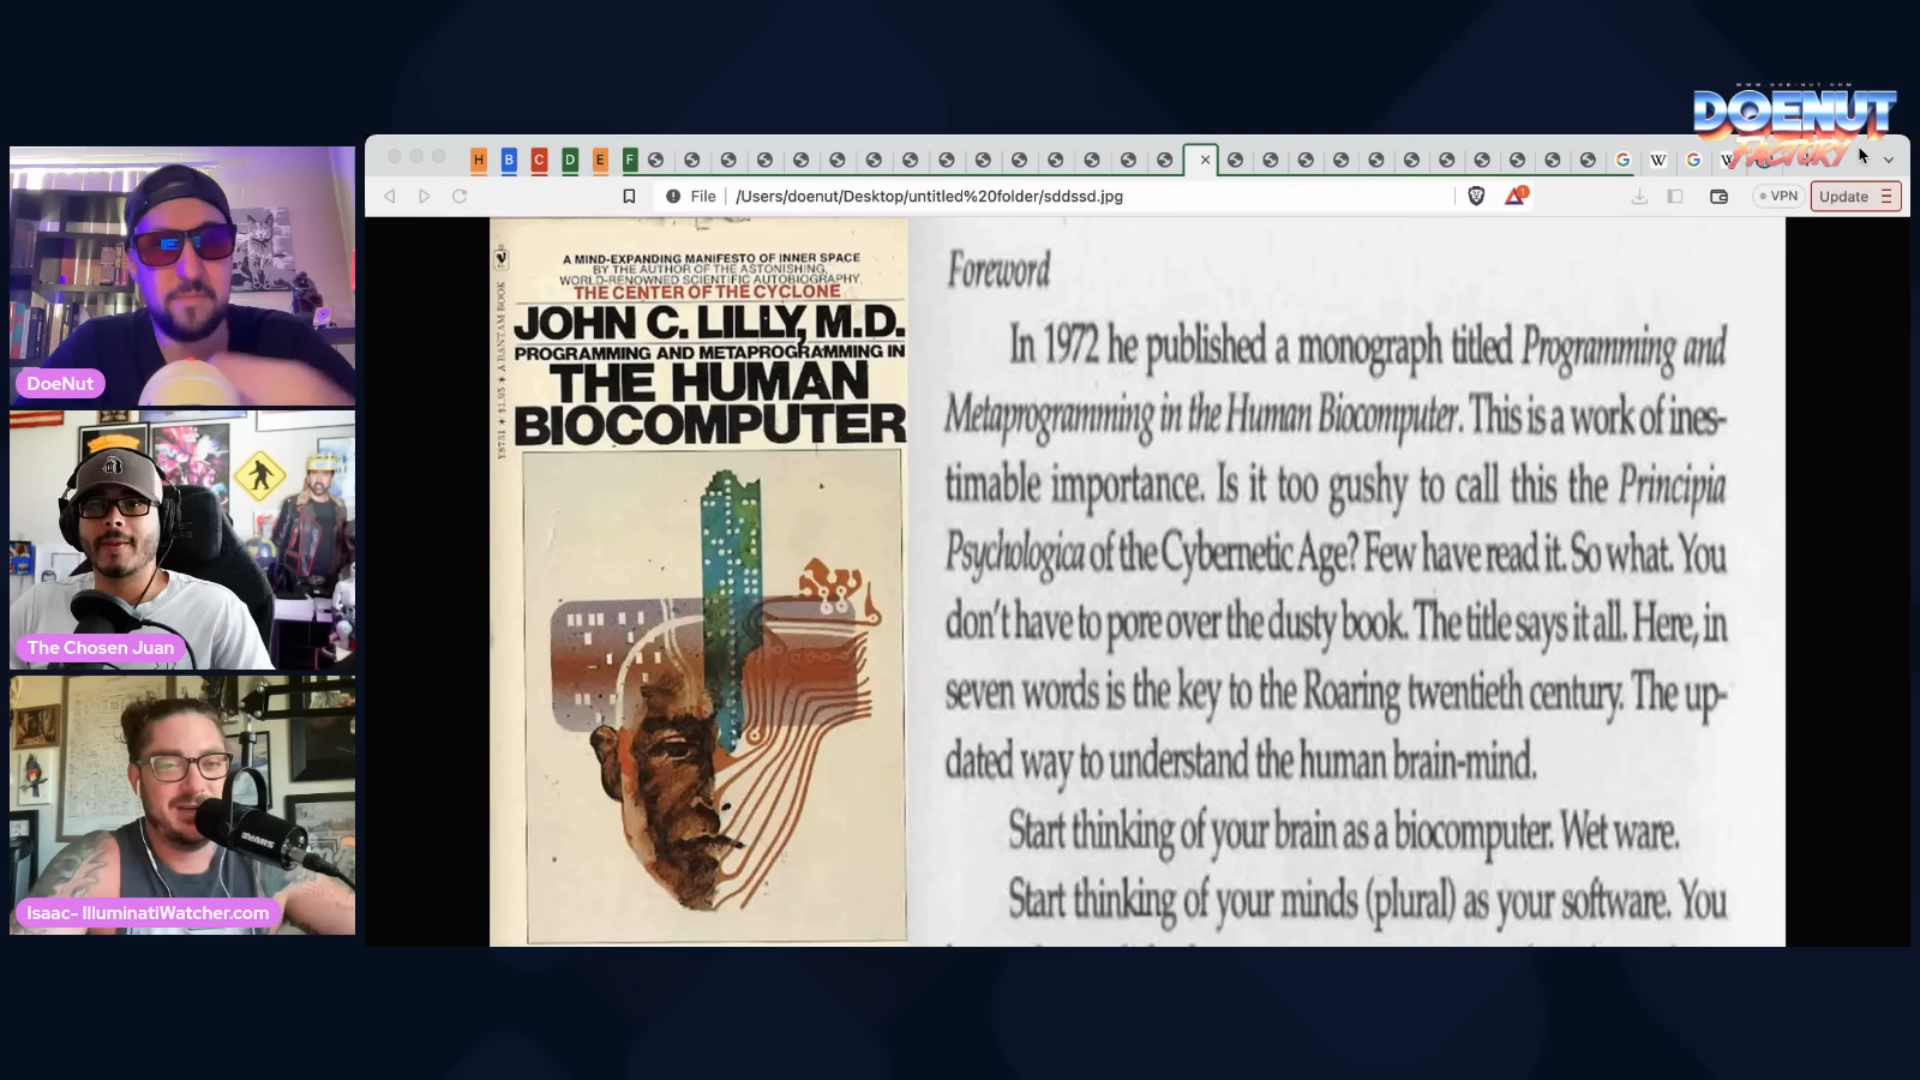 WWW.DOE-NUT.COM
DOENUT
FACTORY
H B C D E F
File /Users/doenut/Desktop/untitled%20folder/sddssd.jpg
VPN
Update
DoeNut
The Chosen Juan
Isaac- IlluminatiWatcher.com
A MIND-EXPANDING MANIFESTO OF INNER SPACE
BY THE AUTHOR OF THE ASTONISHING,
WORLD-RENOWNED SCIENTIFIC AUTOBIOGRAPHY,
THE CENTER OF THE CYCLONE
JOHN C. LILLY, M.D.
PROGRAMMING AND METAPROGRAMMING IN
THE HUMAN
BIOCOMPUTER
Y8731 * $1.95 * A BANTAM BOOK
Foreword
In 1972 he published a monograph titled Programming and
Metaprogramming in the Human Biocomputer. This is a work of ines-
timable importance. Is it too gushy to call this the Principia
Psychologica of the Cybernetic Age? Few have read it. So what. You
don't have to pore over the dusty book. The title says it all. Here, in
seven words is the key to the Roaring twentieth century. The up-
dated way to understand the human brain-mind.
Start thinking of your brain as a biocomputer. Wet ware.
Start thinking of your minds (plural) as your software. You